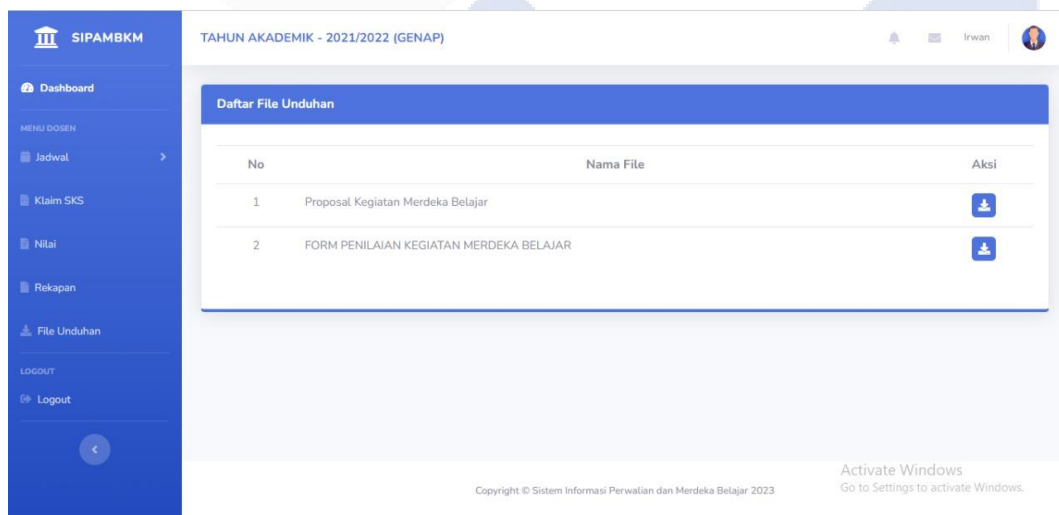 SIPAMBKM
TAHUN AKADEMIK - 2021/2022 (GENAP)
Irwan
Dashboard
MENU DOSEN
Jadwal
Klaim SKS
Nilai
Rekapan
File Unduhan
LOGOUT
Logout
Daftar File Unduhan
No Nama File Aksi
1 Proposal Kegiatan Merdeka Belajar
2 FORM PENILAIAN KEGIATAN MERDEKA BELAJAR
Activate Windows
Go to Settings to activate Windows.
Copyright © Sistem Informasi Perwalian dan Merdeka Belajar 2023